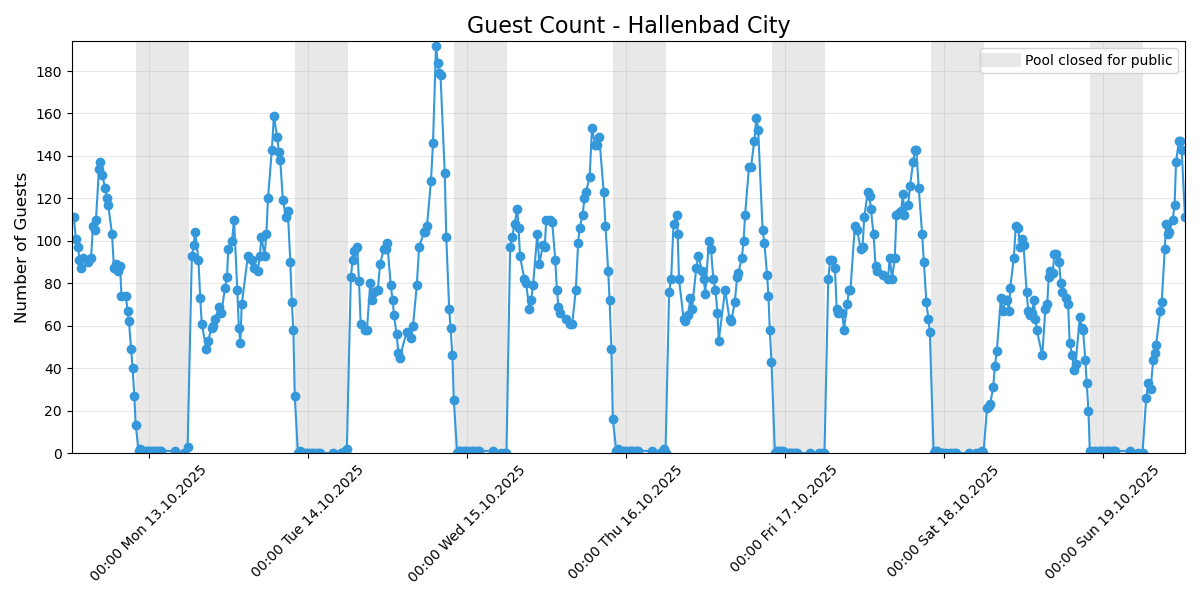 Guest Count - Hallenbad City
Pool closed for public
Number of Guests
180
160
140
120
100
80
60
40
20
0
00:00 Mon 13.10.2025
00:00 Tue 14.10.2025
00:00 Wed 15.10.2025
00:00 Thu 16.10.2025
00:00 Fri 17.10.2025
00:00 Sat 18.10.2025
00:00 Sun 19.10.2025